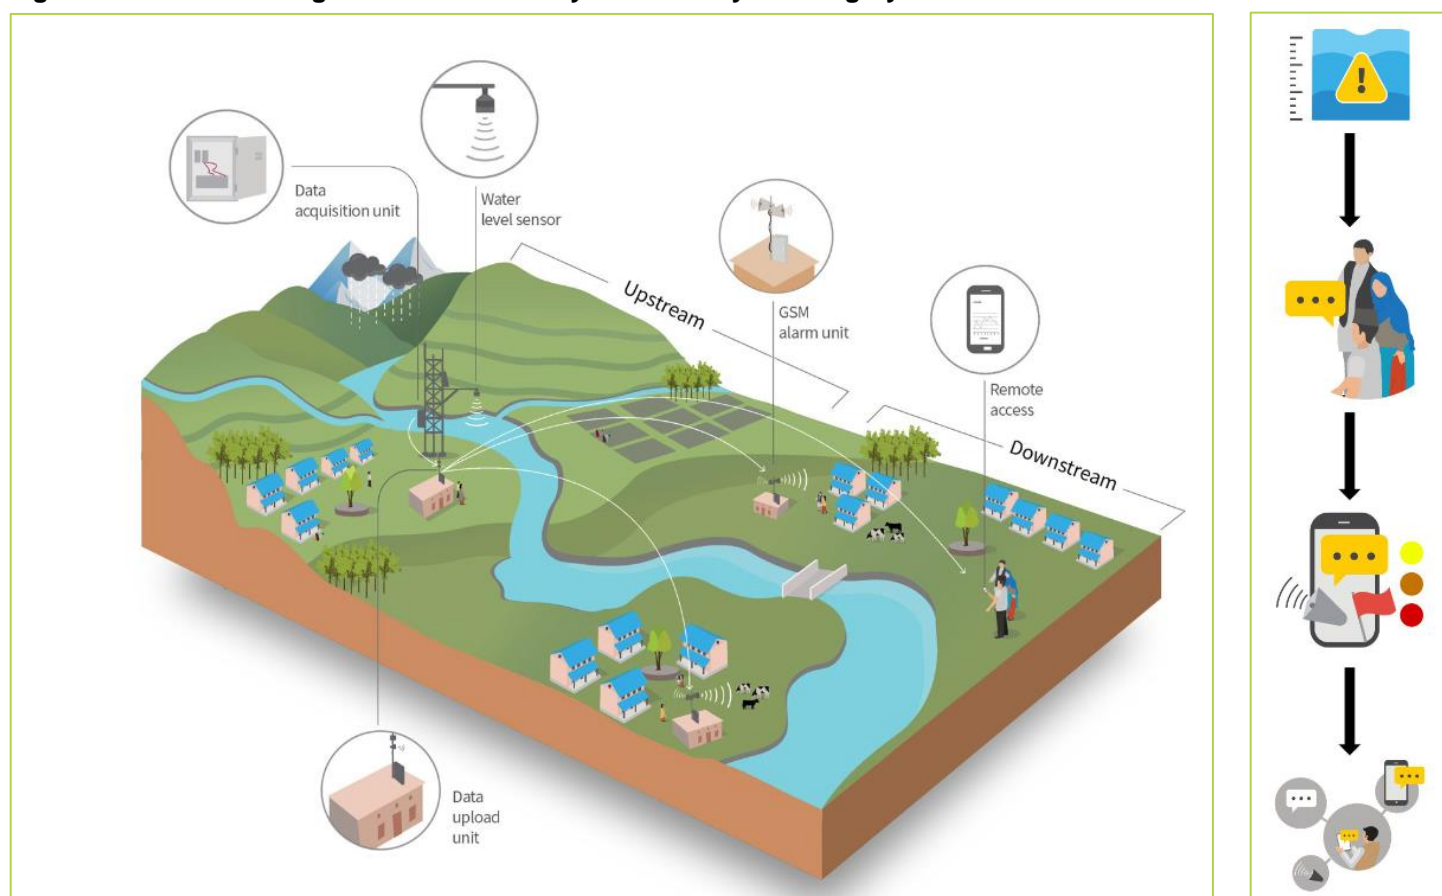 Data
acquisition unit
Water
level sensor
Upstream
GSM
alarm unit
Remote
access
Downstream
Data
upload
unit